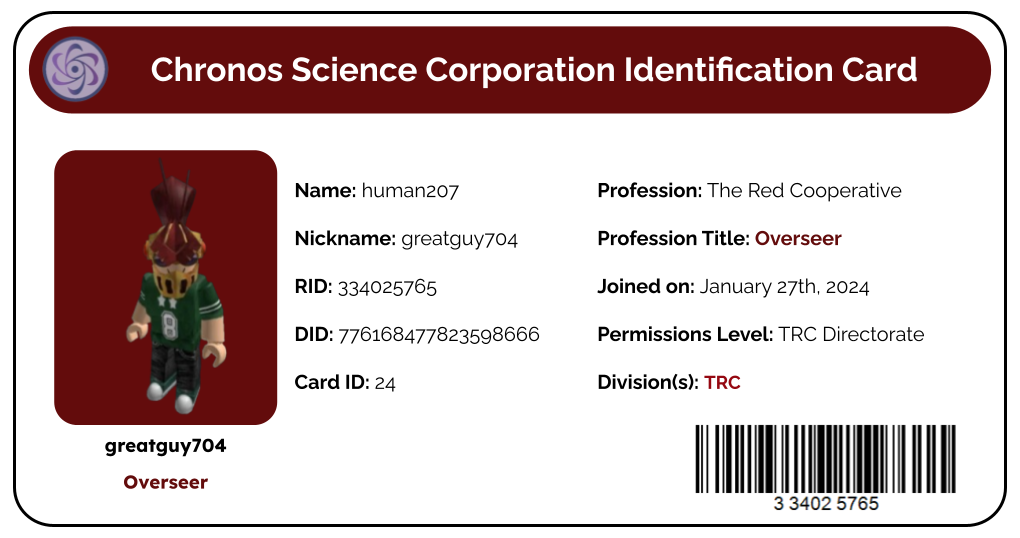 Chronos Science Corporation Identification Card
Name: human207
Nickname: greatguy704
RID: 334025765
DID: 776168477823598666
Card ID: 24
Profession: The Red Cooperative
Profession Title: Overseer
Joined on: January 27th, 2024
Permissions Level: TRC Directorate
Division(s): TRC
8
greatguy704
Overseer
3 3402 5765